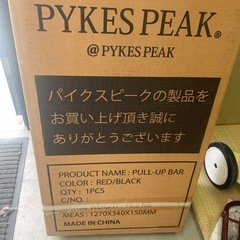 PYKES PEAK®
@PYKES PEAK
パイクスピークの製品を
お買い上げ頂き誠に
ありがとうございます
PRODUCT NAME : PULL-UP BAR
COLOR : RED/BLACK
QTY : 1PCS
C/NO. :
MEAS : 1270X340X150MM
MADE IN CHINA